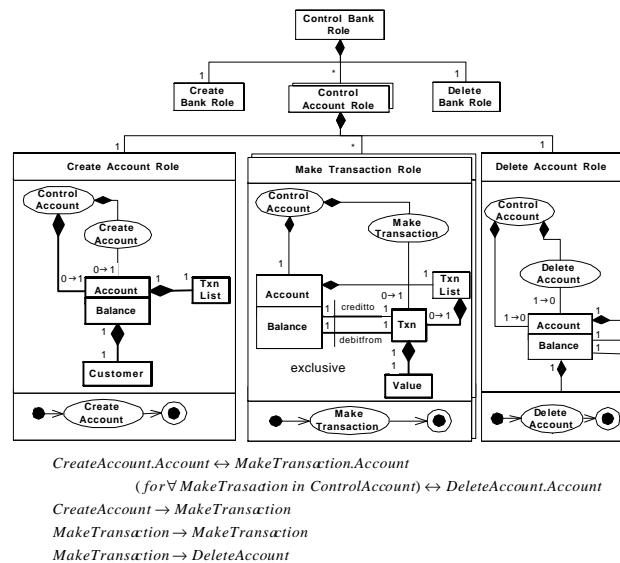 Control Bank
Role
1
*
1
Create
Bank Role
Control
Account Role
Delete
Bank Role
1
*
1
Create Account Role
Control
Account
Create
Account
0→1
0→1
Account
Balance
1
1
Txn
List
1
1
Customer
Create
Account
Make Transaction Role
Control
Account
Make
Transaction
1
Account
Balance
1
Txn
List
0→1
1
creditto
1
1
debitfrom
1
Txn
0→1
1
exclusive
1
1
Value
Make
Transaction
Delete Account Role
Control
Account
Delete
Account
1→0
1→0
Account
Balance
1
1
1
1
Delete
Account
CreateAccount.Account ↔ MakeTransaction.Account
(for∀ MakeTrasaction in ControlAccount) ↔ DeleteAccount.Account
CreateAccount → MakeTransaction
MakeTransaction → MakeTransaction
MakeTransaction → DeleteAccount